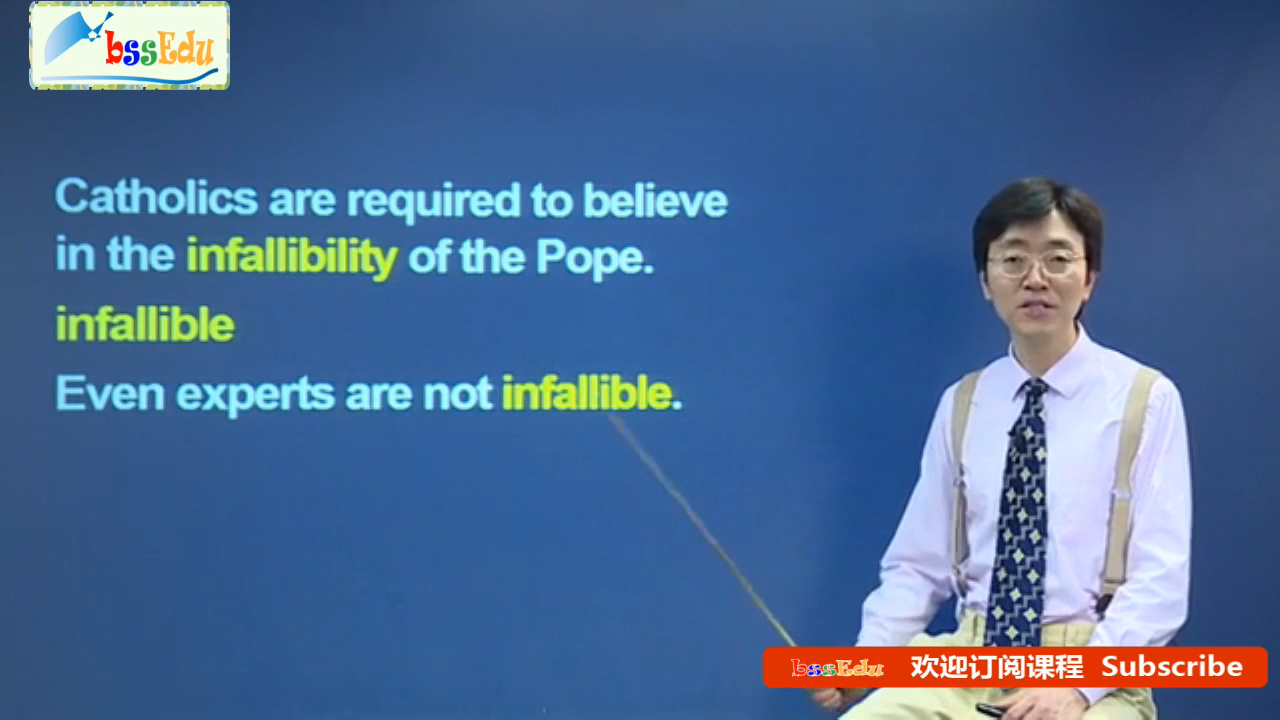 bssEdu
Catholics are required to believe
in the infallibility of the Pope.
infallible
Even experts are not infallible.
bssEdu 欢迎订阅课程 Subscribe